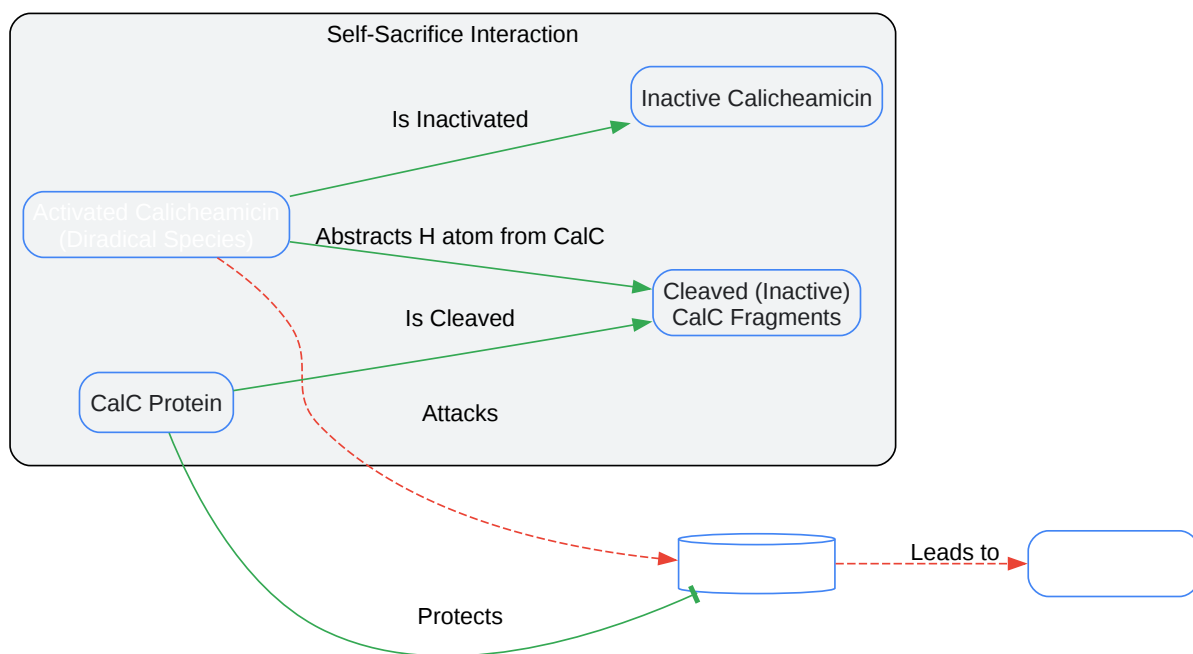 Self-Sacrifice Interaction
Inactive Calicheamicin
Is Inactivated
Activated Calicheamicin
(Diradical Species)
Abstracts H atom from CalC
Cleaved (Inactive)
CalC Fragments
Is Cleaved
CalC Protein
Attacks
Leads to
Protects